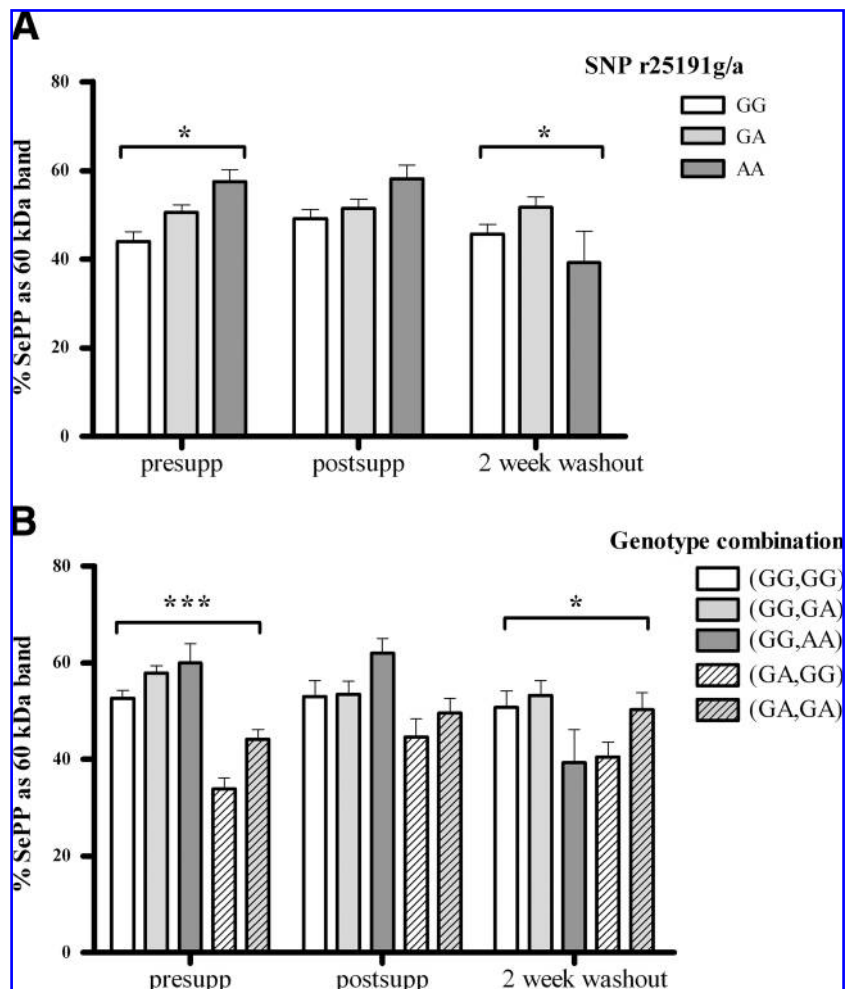 A
SNP r25191g/a
GG
GA
AA
% SePP as 60 kDa band
80
60
40
20
0
*
*
presupp
postsupp
2 week washout
B
Genotype combination
(GG,GG)
(GG,GA)
(GG,AA)
(GA,GG)
(GA,GA)
% SePP as 60 kDa band
80
60
40
20
0
***
*
presupp
postsupp
2 week washout